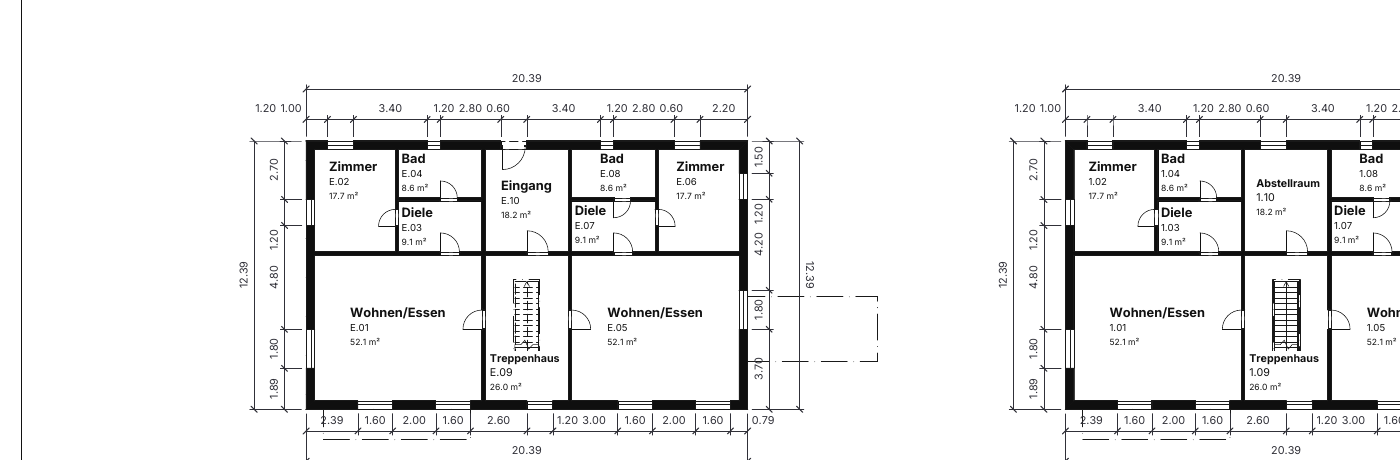 20.39
1.20 1.00 3.40 1.20 2.80 0.60 3.40 1.20 2.80 0.60 2.20
12.39
2.70
1.20
4.80
1.80
1.89
Zimmer
E.02
17.7 m²
Bad
E.04
8.6 m²
Diele
E.03
9.1 m²
Eingang
E.10
18.2 m²
Bad
E.08
8.6 m²
Diele
E.07
9.1 m²
Zimmer
E.06
17.7 m²
Wohnen/Essen
E.01
52.1 m²
Treppenhaus
E.09
26.0 m²
Wohnen/Essen
E.05
52.1 m²
1.50
1.20
4.20
1.80
3.70
12.39
2.39 1.60 2.00 1.60 2.60 1.20 3.00 1.60 2.00 1.60 0.79
20.39
20.39
1.20 1.00 3.40 1.20 2.80 0.60 3.40 1.20
12.39
2.70
1.20
4.80
1.80
1.89
Zimmer
1.02
17.7 m²
Bad
1.04
8.6 m²
Diele
1.03
9.1 m²
Abstellraum
1.10
18.2 m²
Bad
1.08
8.6 m²
Diele
1.07
9.1 m²
Wohnen/Essen
1.01
52.1 m²
Treppenhaus
1.09
26.0 m²
1.05
52.1 m²
2.39 1.60 2.00 1.60 2.60 1.20 3.00
20.39